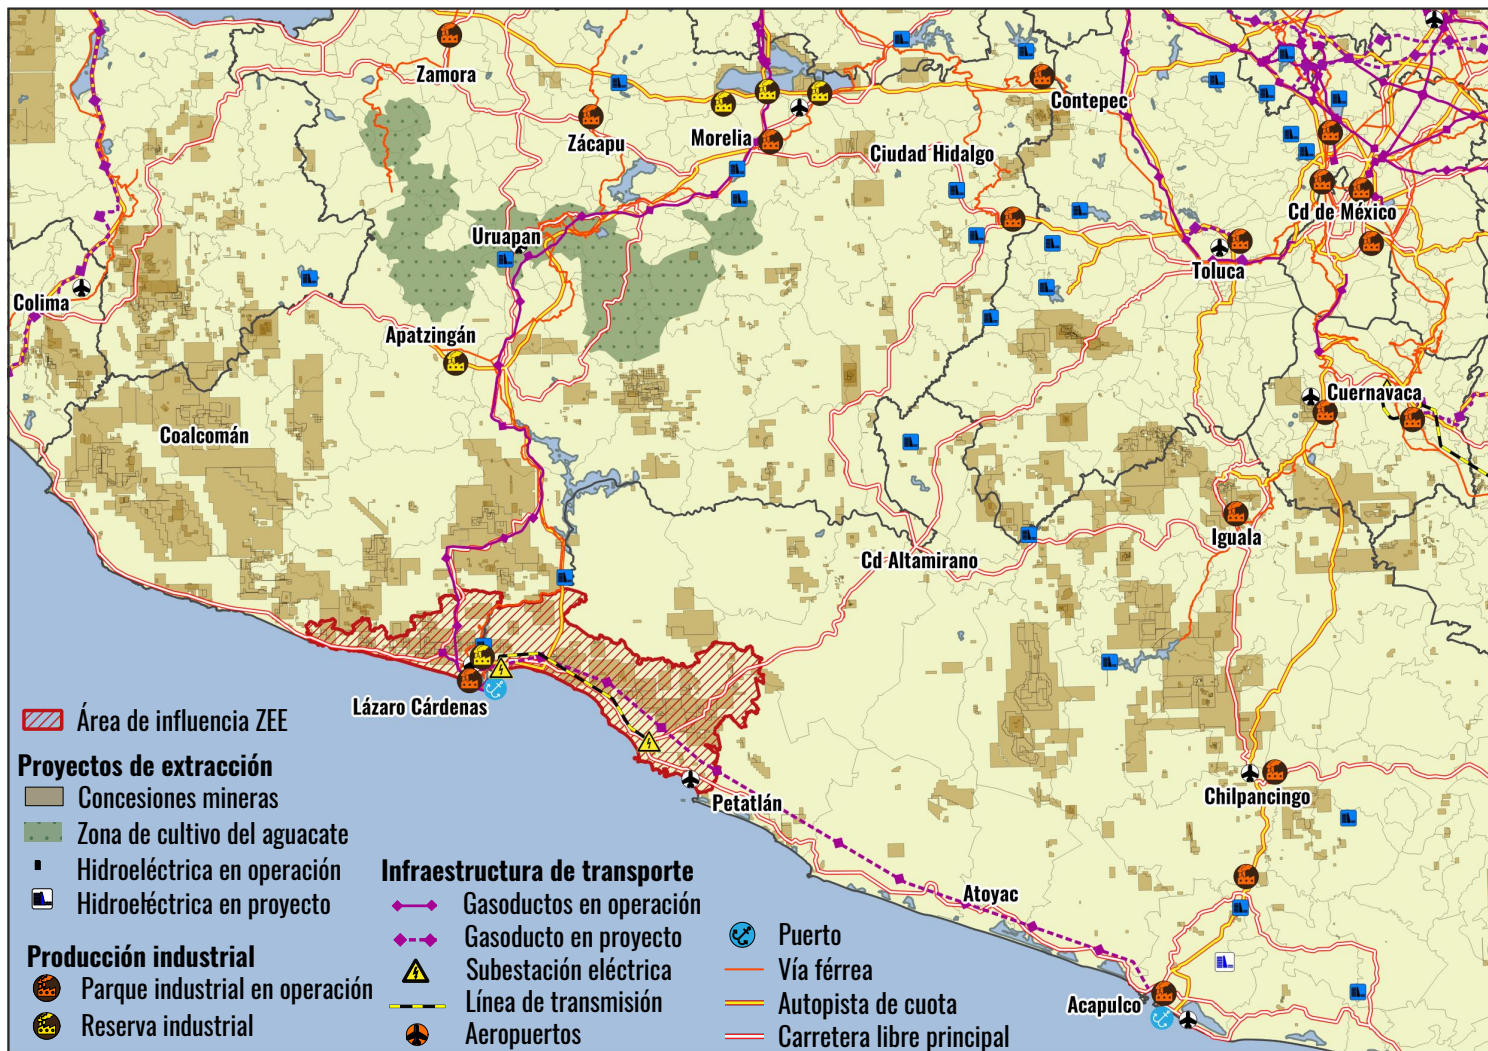 Zamora
Contepec
Zácapu
Morelia
Ciudad Hidalgo
Cd de México
Uruapan
Toluca
Colima
Apatzingán
Cuernavaca
Coalcomán
Iguala
Cd Altamirano
Lázaro Cárdenas
Petatlán
Chilpancingo
Atoyac
Acapulco
Área de influencia ZEE
Proyectos de extracción
Concesiones mineras
Zona de cultivo del aguacate
Hidroeléctrica en operación
Hidroeléctrica en proyecto
Producción industrial
Parque industrial en operación
Reserva industrial
Infraestructura de transporte
Gasoductos en operación
Gasoducto en proyecto
Subestación eléctrica
Línea de transmisión
Aeropuertos
Puerto
Vía férrea
Autopista de cuota
Carretera libre principal